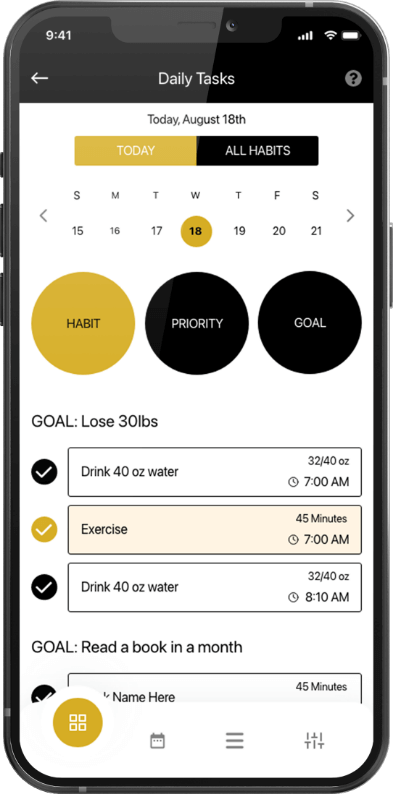 9:41
Daily Tasks
?
Today, August 18th
TODAY ALL HABITS
S M T W T F S
15 16 17 18 19 20 21
HABIT PRIORITY GOAL
GOAL: Lose 30lbs
32/40 oz
Drink 40 oz water
7:00 AM
45 Minutes
Exercise
7:00 AM
32/40 oz
Drink 40 oz water
8:10 AM
GOAL: Read a book in a month
45 Minutes
Name Here